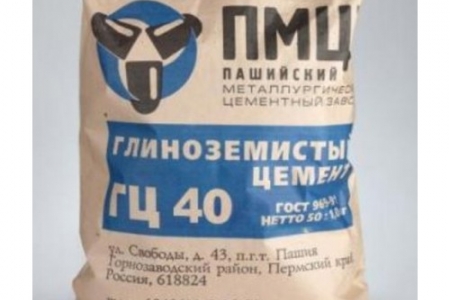 ПМЦ
ПАШИЙСКИЙ
МЕТАЛЛУРГИЧЕСК
ЦЕМЕНТНЫЙ ЗАВО
ГЛИНОЗЕМИСТЫ
ЦЕМЕНТ
ГЦ 40
ГОСТ
НЕТТО 50
ул. Свободы, д. 43, п.г.т. Пашия
Горнозаводский район, Пермский край
Россия, 618824